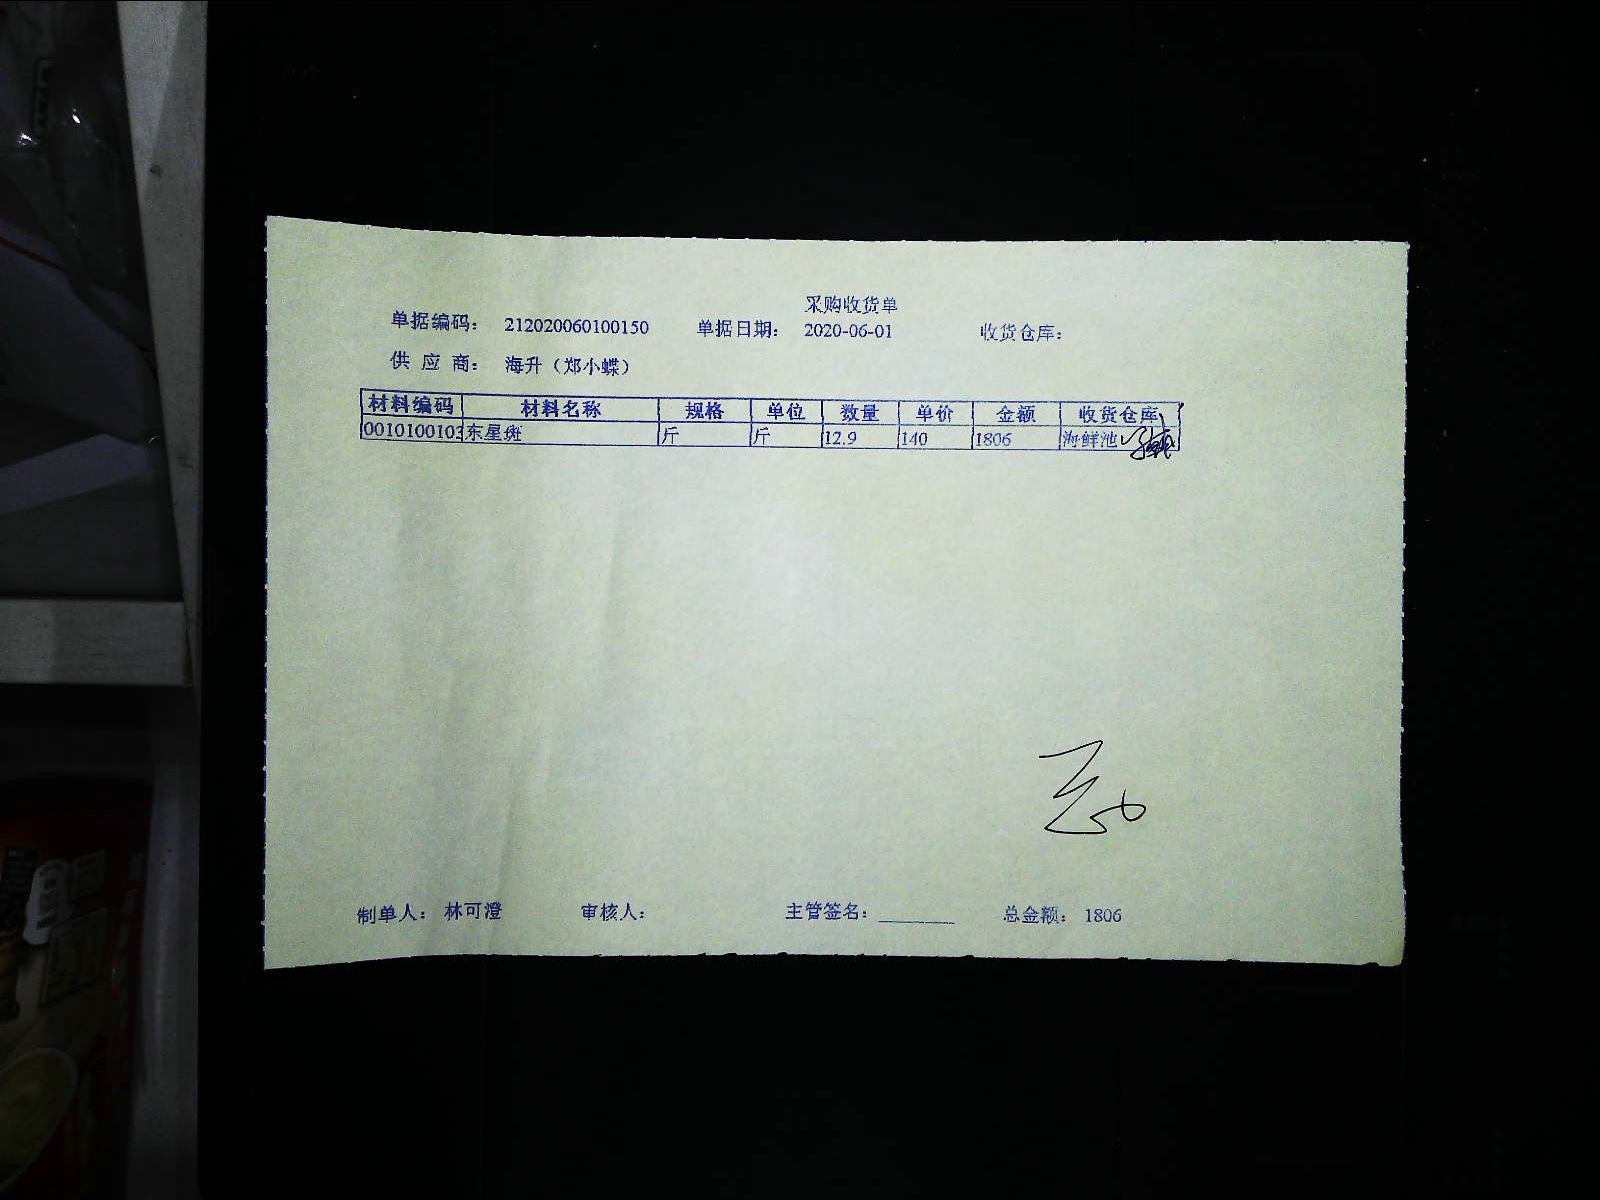 采购收货单
单据编码： 212020060100150 单据日期： 2020-06-01 收货仓库：
供 应 商： 海升（郑小蝶）
材料编码 材料名称 规格 单位 数量 单价 金额 收货仓库
0010100103 东星斑 斤 斤 12.9 140 1806 海鲜池
制单人： 林可澄 审核人： 主管签名： 总金额： 1806